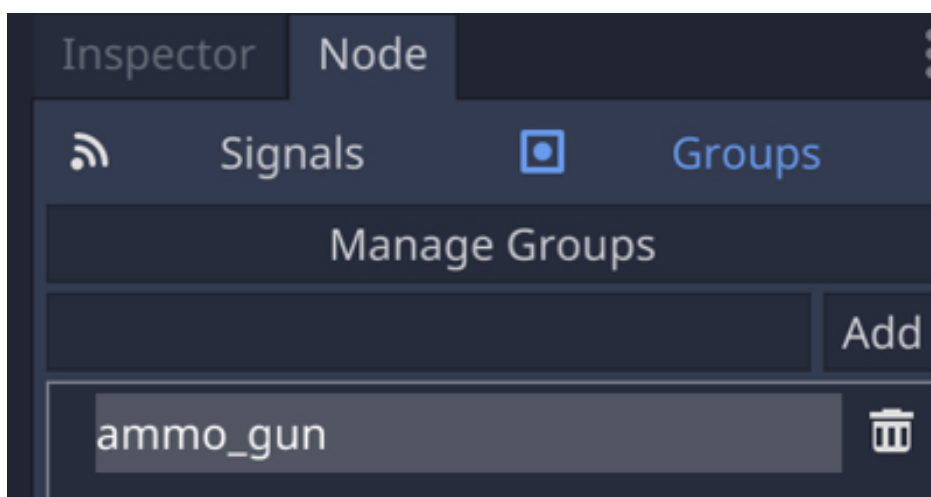 Inspector Node
Signals Groups
Manage Groups
Add
ammo_gun